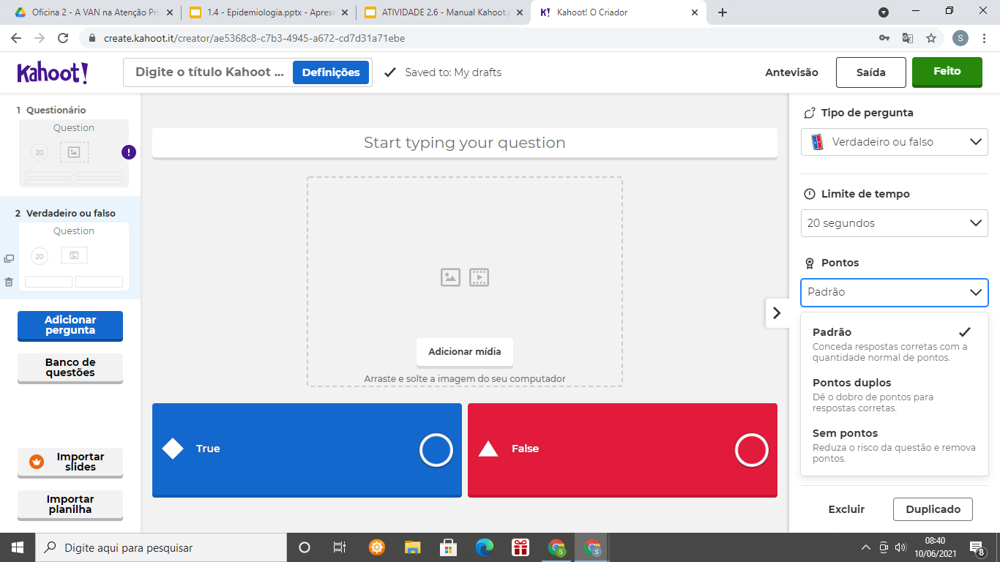 Oficina 2 - A VAN na Atenção Pri
1.4 - Epidemiologia.pptx - Aprese
ATIVIDADE 2.6 - Manual Kahoot.p
K! Kahoot! O Criador
create.kahoot.it/creator/ae5368c8-c7b3-4945-a672-cd7d31a71ebe
S
Kahoot!
Digite o título Kahoot ...
Definições
Saved to: My drafts
Antevisão
Saída
Feito
1 Questionário
Question
20
!
2 Verdadeiro ou falso
Question
20
Adicionar
pergunta
Banco de
questões
Importar
slides
Importar
planilha
Start typing your question
Adicionar mídia
Arraste e solte a imagem do seu computador
True
False
Tipo de pergunta
Verdadeiro ou falso
Limite de tempo
20 segundos
Pontos
Padrão
Padrão
Conceda respostas corretas com a
quantidade normal de pontos.
Pontos duplos
Dê o dobro de pontos para
respostas corretas.
Sem pontos
Reduza o risco da questão e remova
pontos.
Excluir
Duplicado
Digite aqui para pesquisar
S
S
08:40
10/06/2021
8